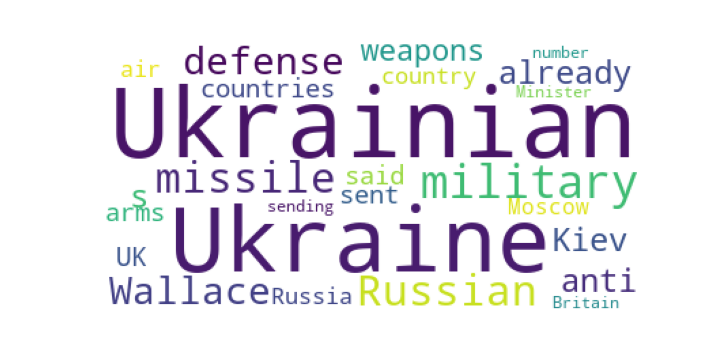 number
weapons
defense
air
country
already
countries
Minister
Ukrainian
missile
said
military
s
sent
sending
Moscow
arms
Ukraine
Kiev
UK
anti
Wallace
Russia
Russian
Britain